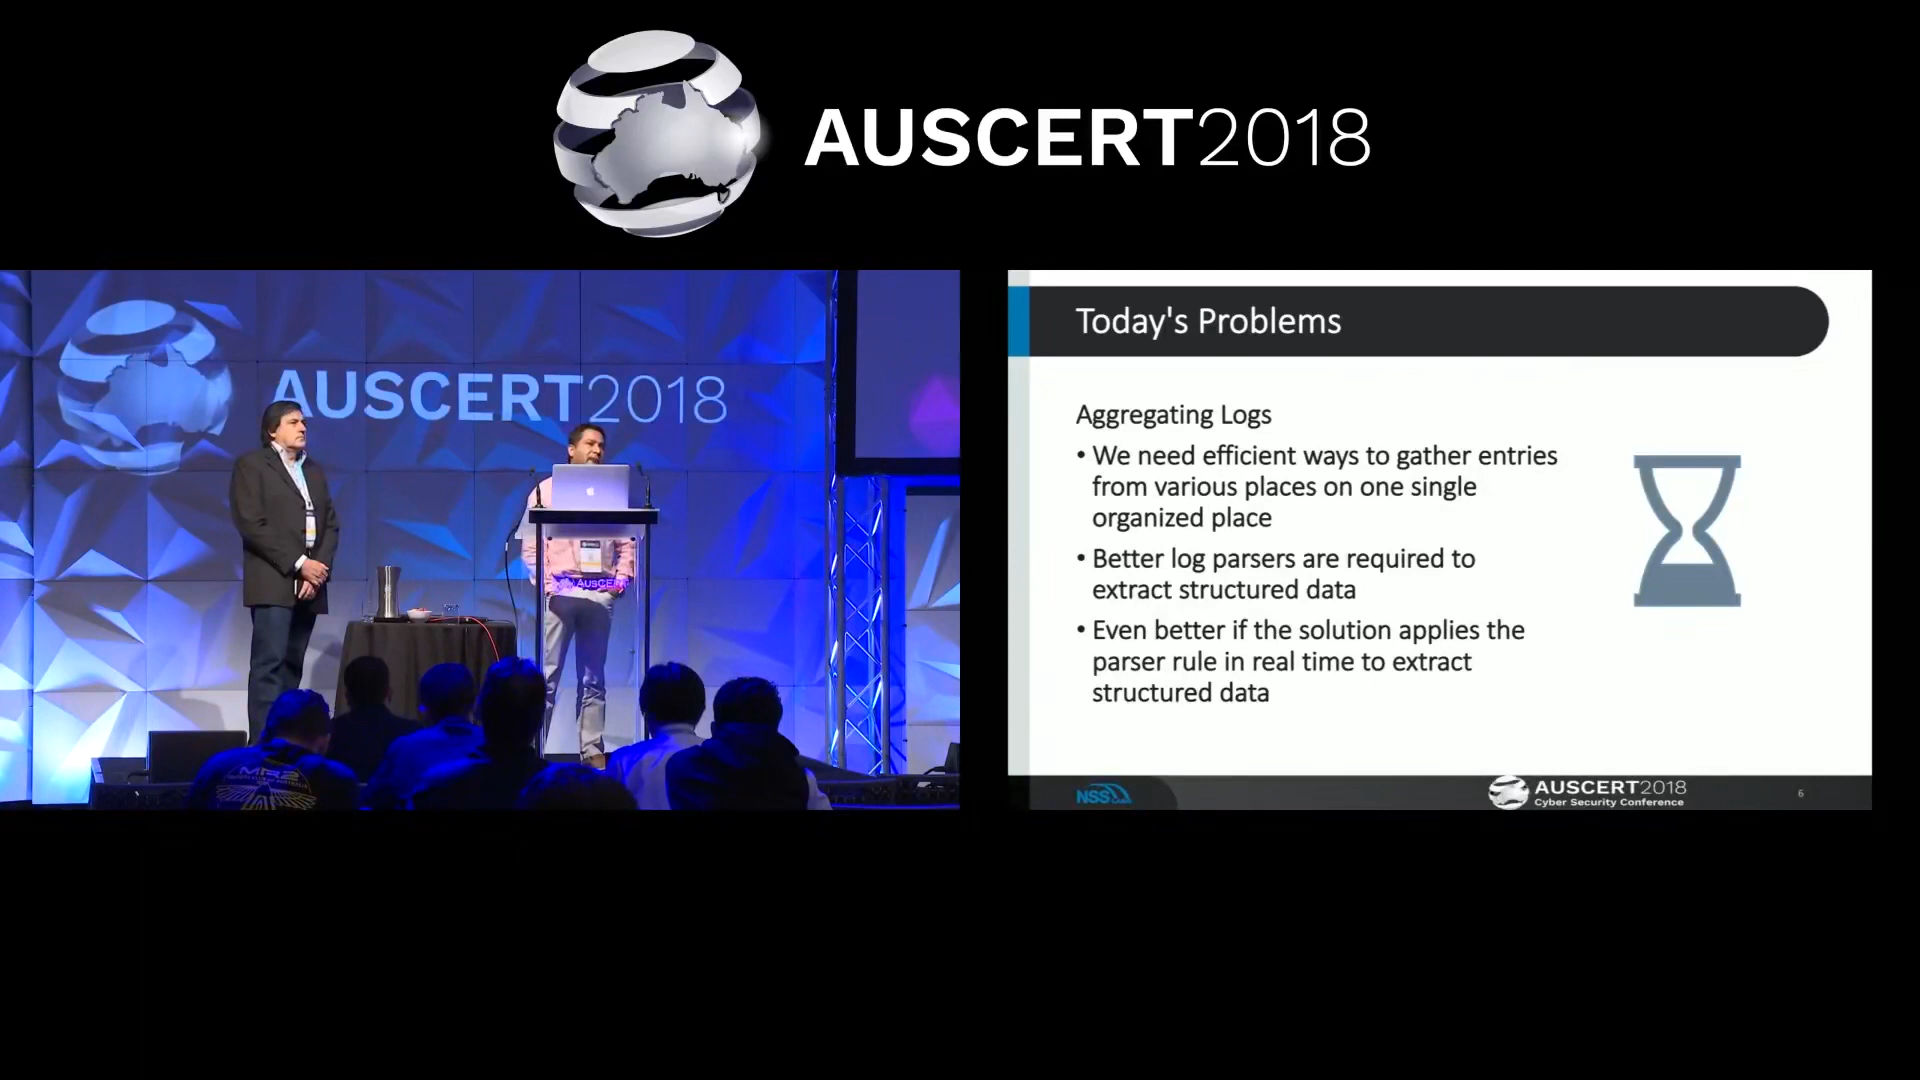 AUSCERT2018
AUSCERT2018
AUSCERT
MR2
Today's Problems
Aggregating Logs
• We need efficient ways to gather entries
from various places on one single
organized place
• Better log parsers are required to
extract structured data
• Even better if the solution applies the
parser rule in real time to extract
structured data
NSS
AUSCERT2018
Cyber Security Conference
6